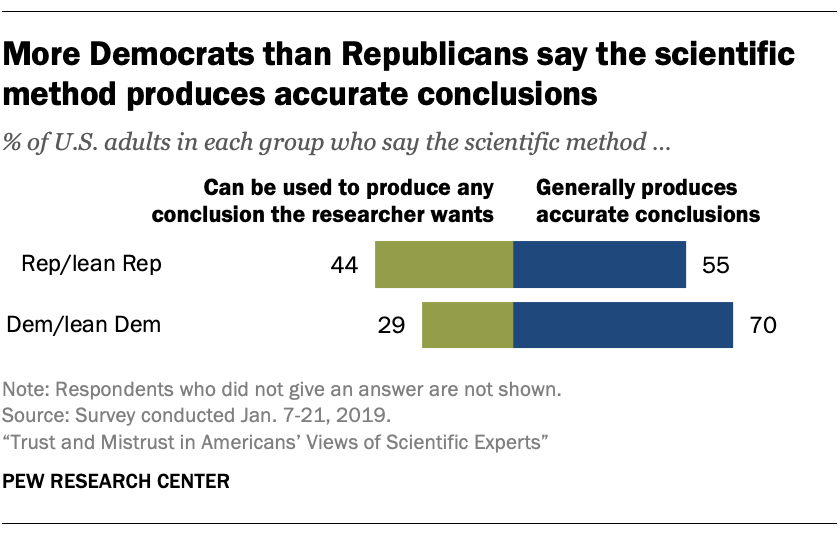 More Democrats than Republicans say the scientific
method produces accurate conclusions
% of U.S. adults in each group who say the scientific method ...
Can be used to produce any
conclusion the researcher wants
Generally produces
accurate conclusions
Rep/lean Rep 44 55
Dem/lean Dem 29 70
Note: Respondents who did not give an answer are not shown.
Source: Survey conducted Jan. 7-21, 2019.
“Trust and Mistrust in Americans’ Views of Scientific Experts”
PEW RESEARCH CENTER